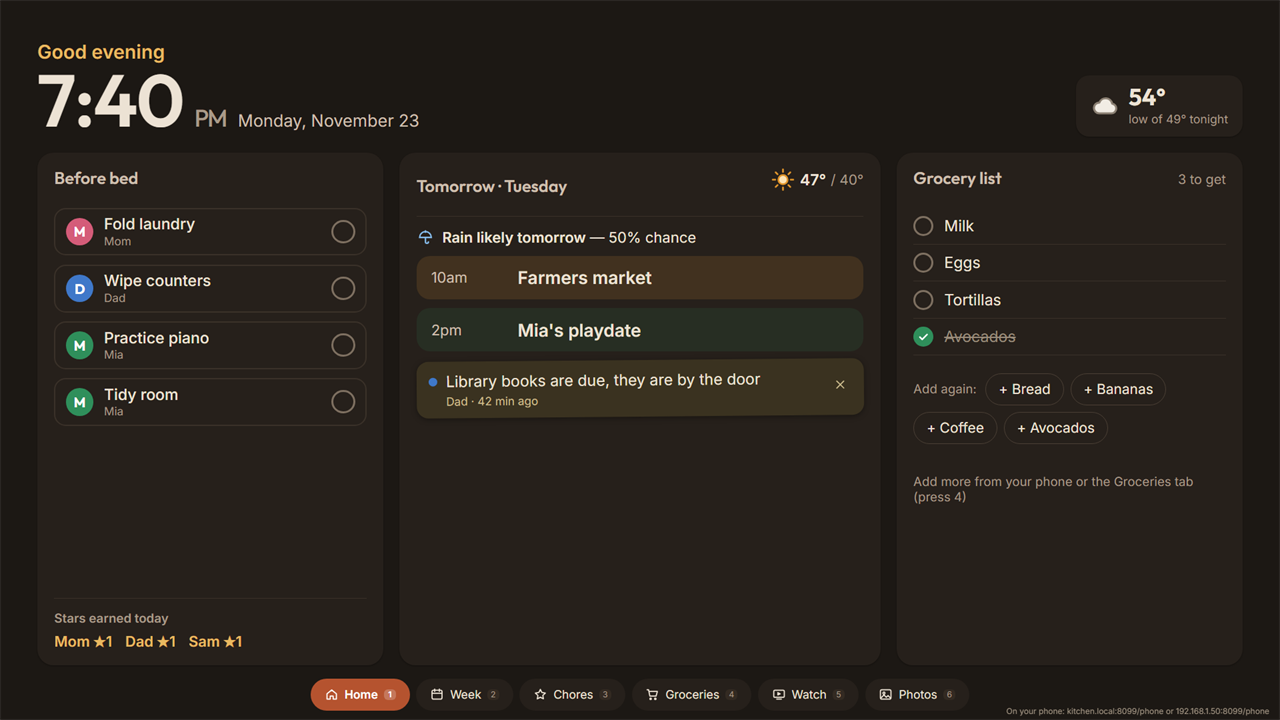 Good evening
7:40 PM Monday, November 23
54°
low of 49° tonight
Before bed
M Fold laundry
Mom
D Wipe counters
Dad
M Practice piano
Mia
M Tidy room
Mia
Stars earned today
Mom ★1 Dad ★1 Sam ★1
Tomorrow · Tuesday
47° / 40°
Rain likely tomorrow — 50% chance
10am Farmers market
2pm Mia's playdate
Library books are due, they are by the door
Dad · 42 min ago
Grocery list
3 to get
Milk
Eggs
Tortillas
Avocados
Add again: + Bread + Bananas
+ Coffee + Avocados
Add more from your phone or the Groceries tab
(press 4)
Home 1 Week 2 Chores 3 Groceries 4 Watch 5 Photos 6
On your phone: kitchen.local:8099/phone or 192.168.1.50:8099/phone